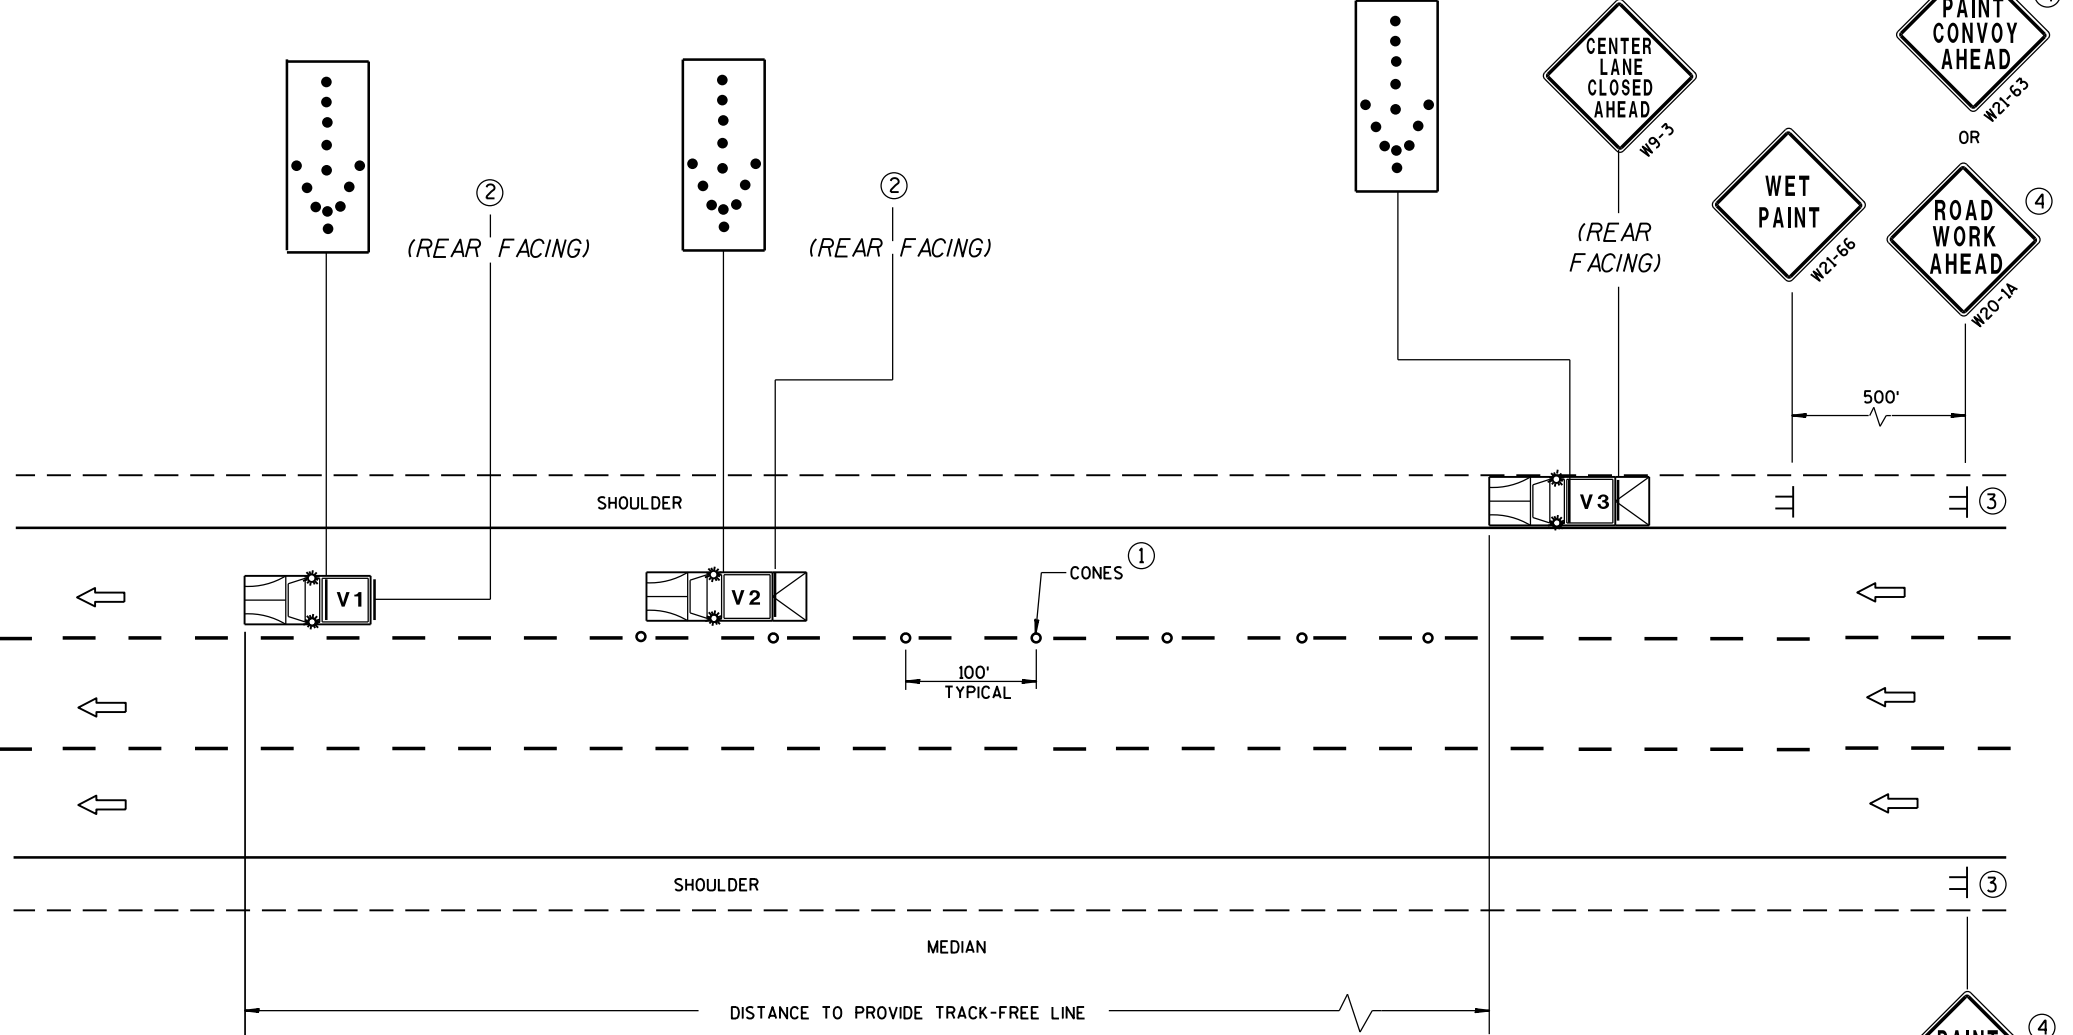 PAINT
CONVOY
AHEAD
W21-63
OR
CENTER
LANE
CLOSED
AHEAD
W9-3
WET
PAINT
W21-66
ROAD
WORK
AHEAD
W20-1A
4
2
(REAR FACING)
2
(REAR FACING)
(REAR
FACING)
500'
SHOULDER
V3
3
V1
V2
CONES
1
100'
TYPICAL
SHOULDER
3
MEDIAN
DISTANCE TO PROVIDE TRACK-FREE LINE
PAINT
4